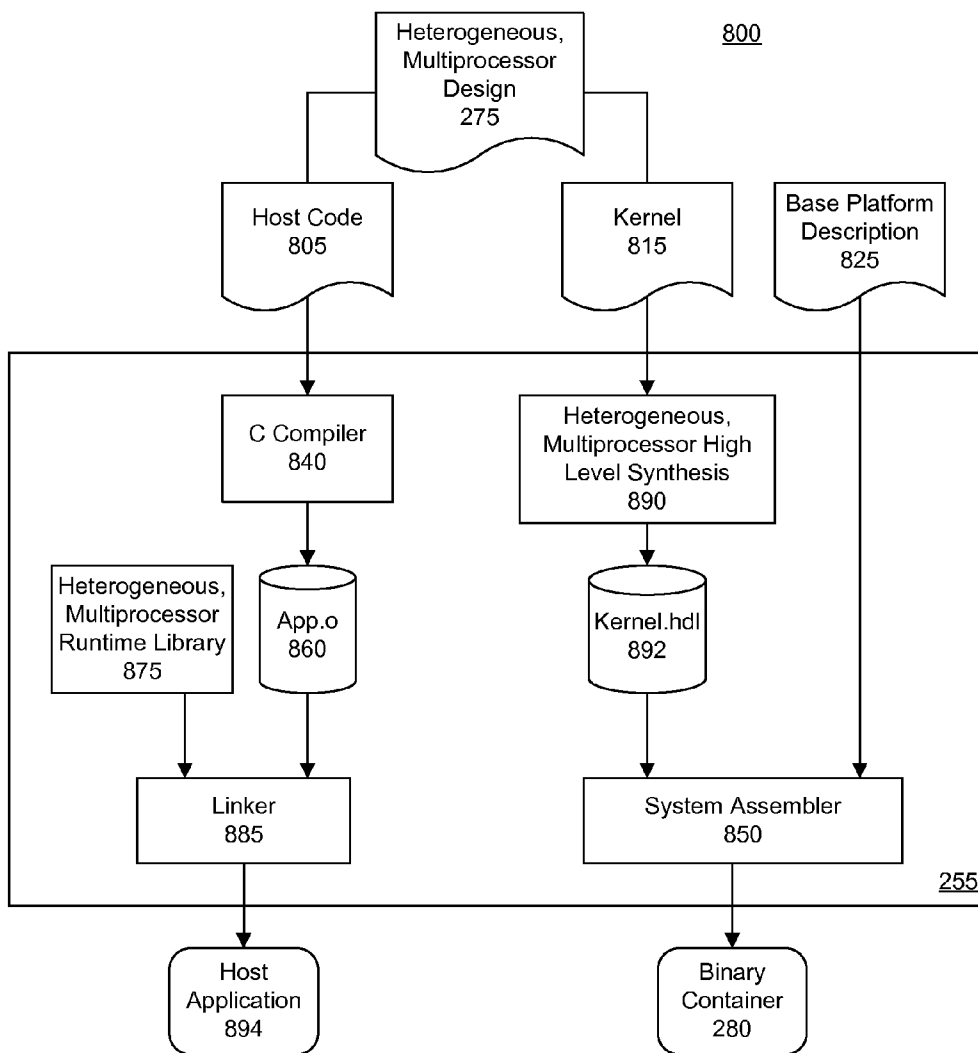 Heterogeneous,
Multiprocessor
Design
275
800
Host Code
805
Kernel
815
Base Platform
Description
825
C Compiler
840
Heterogeneous,
Multiprocessor High
Level Synthesis
890
Heterogeneous,
Multiprocessor
Runtime Library
875
App.o
860
Kernel.hdl
892
Linker
885
System Assembler
850
255
Host
Application
894
Binary
Container
280